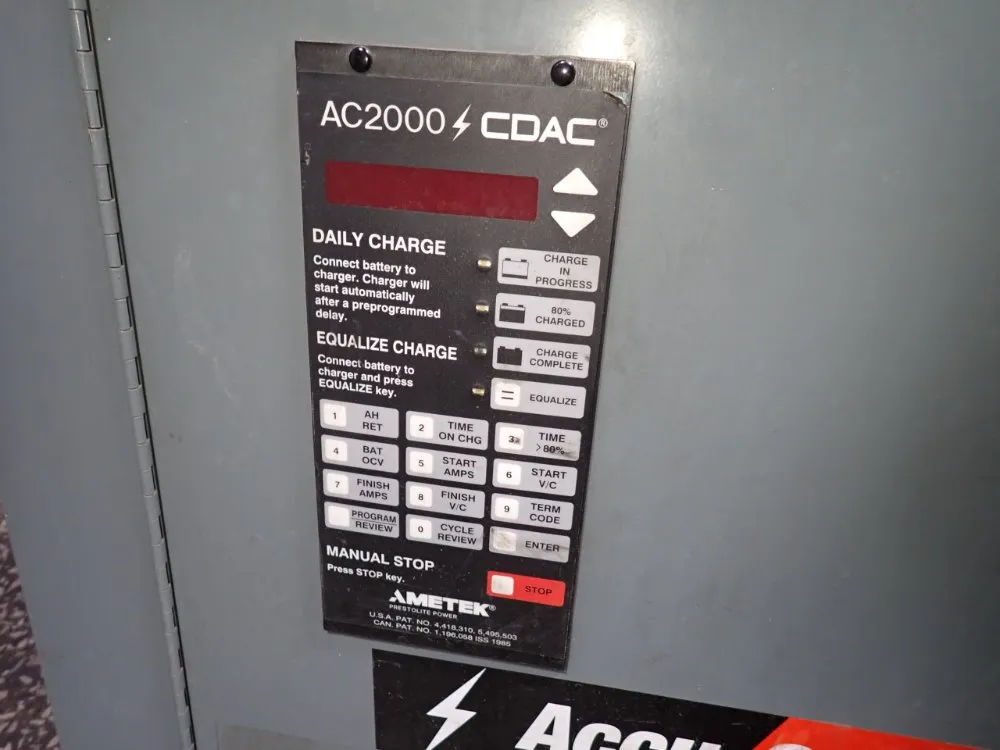 AC2000 CDAC®
DAILY CHARGE
Connect battery to
charger. Charger will
start automatically
after a preprogrammed
delay.
CHARGE
IN
PROGRESS
80%
CHARGED
EQUALIZE CHARGE
Connect battery to
charger and press
EQUALIZE key.
CHARGE
COMPLETE
= EQUALIZE
1 AH
RET
2 TIME
ON CHG
3 TIME
>80%
4 BAT
OCV
5 START
AMPS
6 START
V/C
7 FINISH
AMPS
8 FINISH
V/C
9 TERM
CODE
PROGRAM
REVIEW
0 CYCLE
REVIEW
ENTER
MANUAL STOP
Press STOP key.
STOP
AMETEK®
PRESTOLITE POWER
U.S.A. PAT. NO. 4,418,310, 5,495,503
CAN. PAT. NO. 1,196,058 ISS 1985